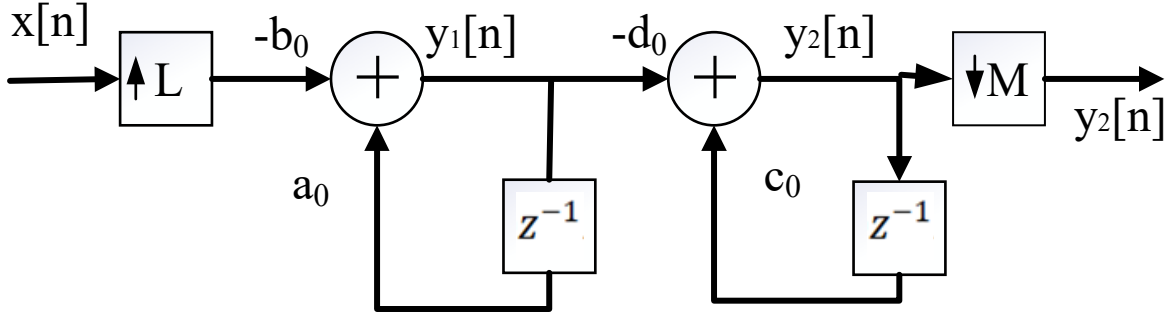 x[n] -b₀ y₁[n] -d₀ y₂[n]
↑L + + ↓M
y₂[n]
a₀ c₀
z⁻¹ z⁻¹